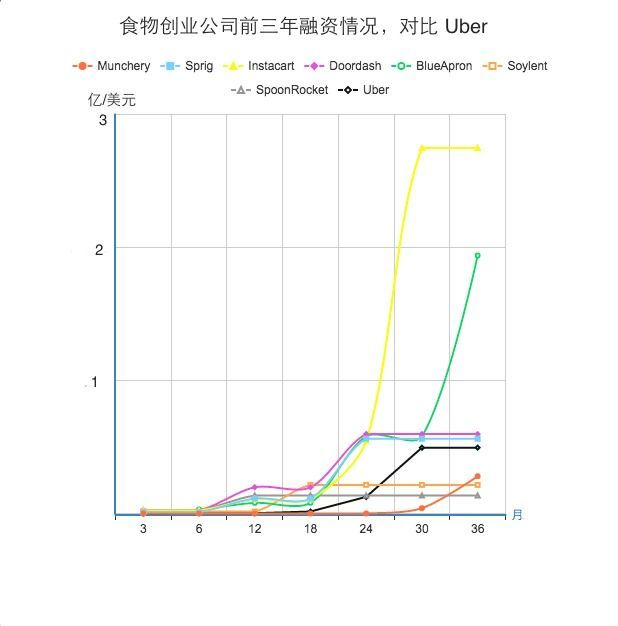 食物创业公司前三年融资情况，对比 Uber
Munchery Sprig Instacart Doordash BlueApron Soylent
SpoonRocket Uber
亿/美元
3
2
1
3 6 12 18 24 30 36 月